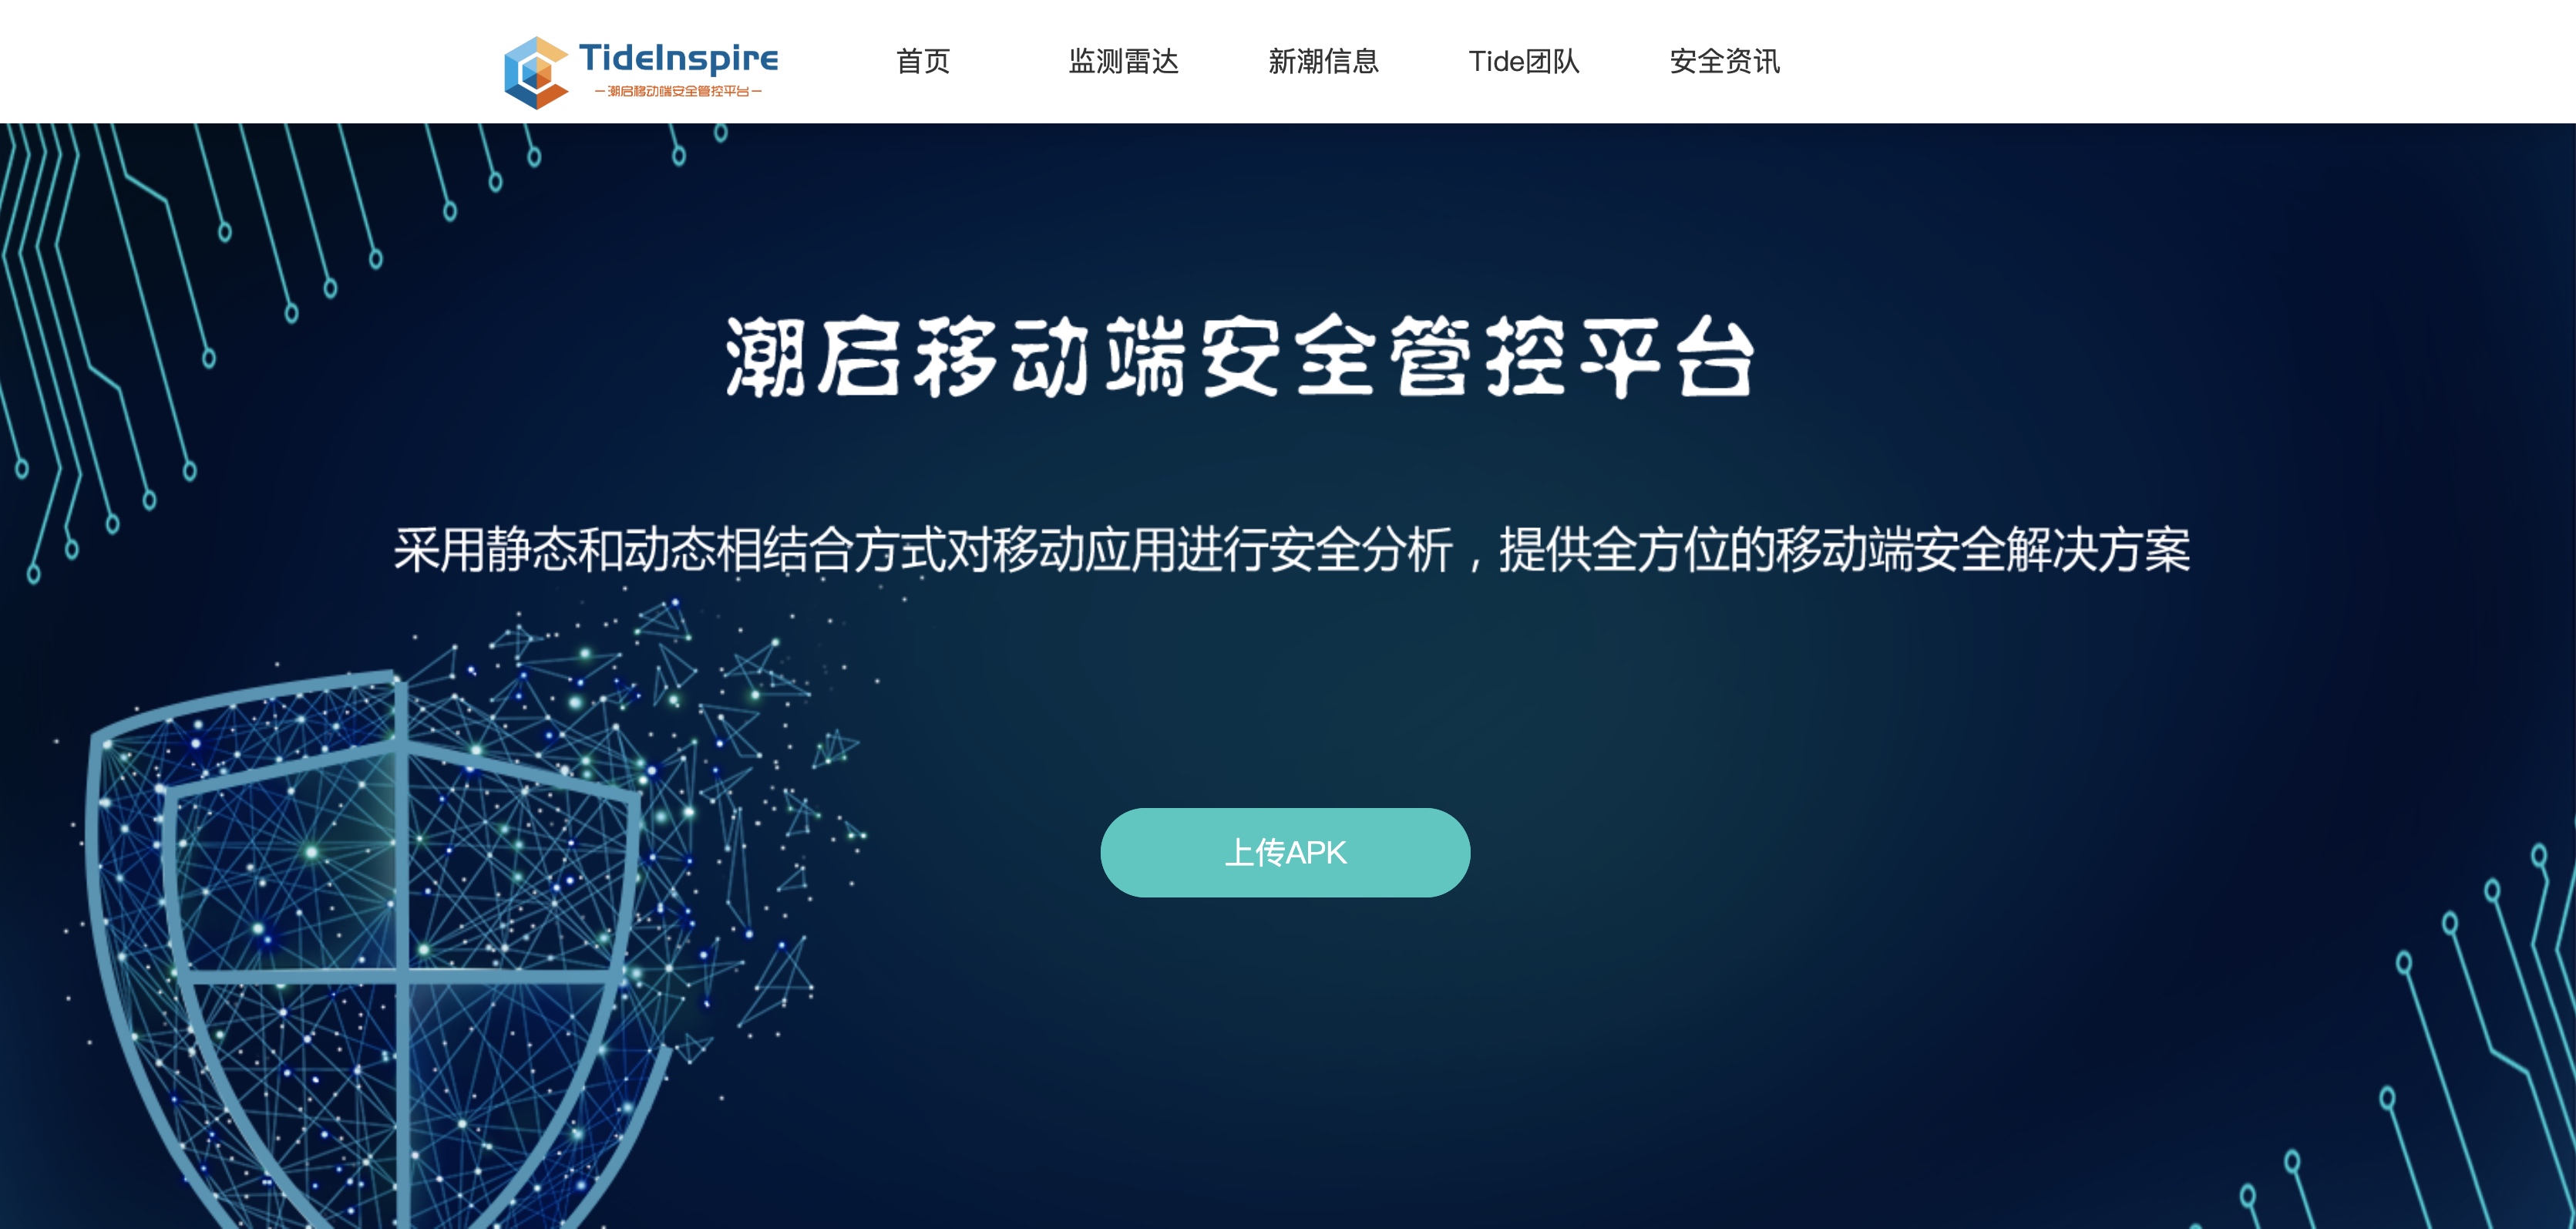 TideInspire
潮启移动端安全管控平台
首页 监测雷达 新潮信息 Tide团队 安全资讯
潮启移动端安全管控平台
采用静态和动态相结合方式对移动应用进行安全分析，提供全方位的移动端安全解决方案
上传APK